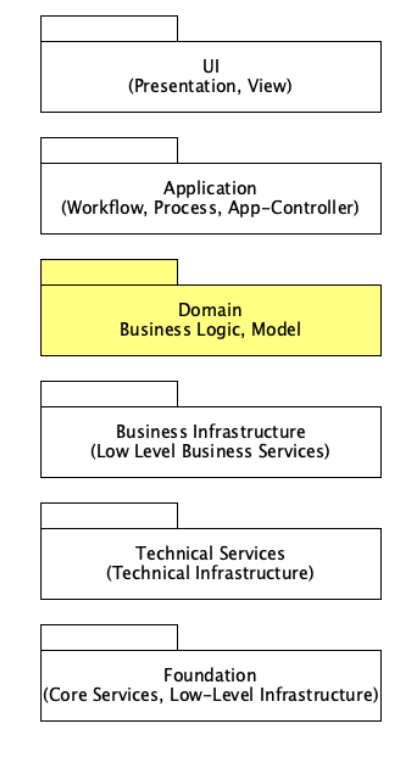 UI
(Presentation, View)
Application
(Workflow, Process, App-Controller)
Domain
Business Logic, Model
Business Infrastructure
(Low Level Business Services)
Technical Services
(Technical Infrastructure)
Foundation
(Core Services, Low-Level Infrastructure)